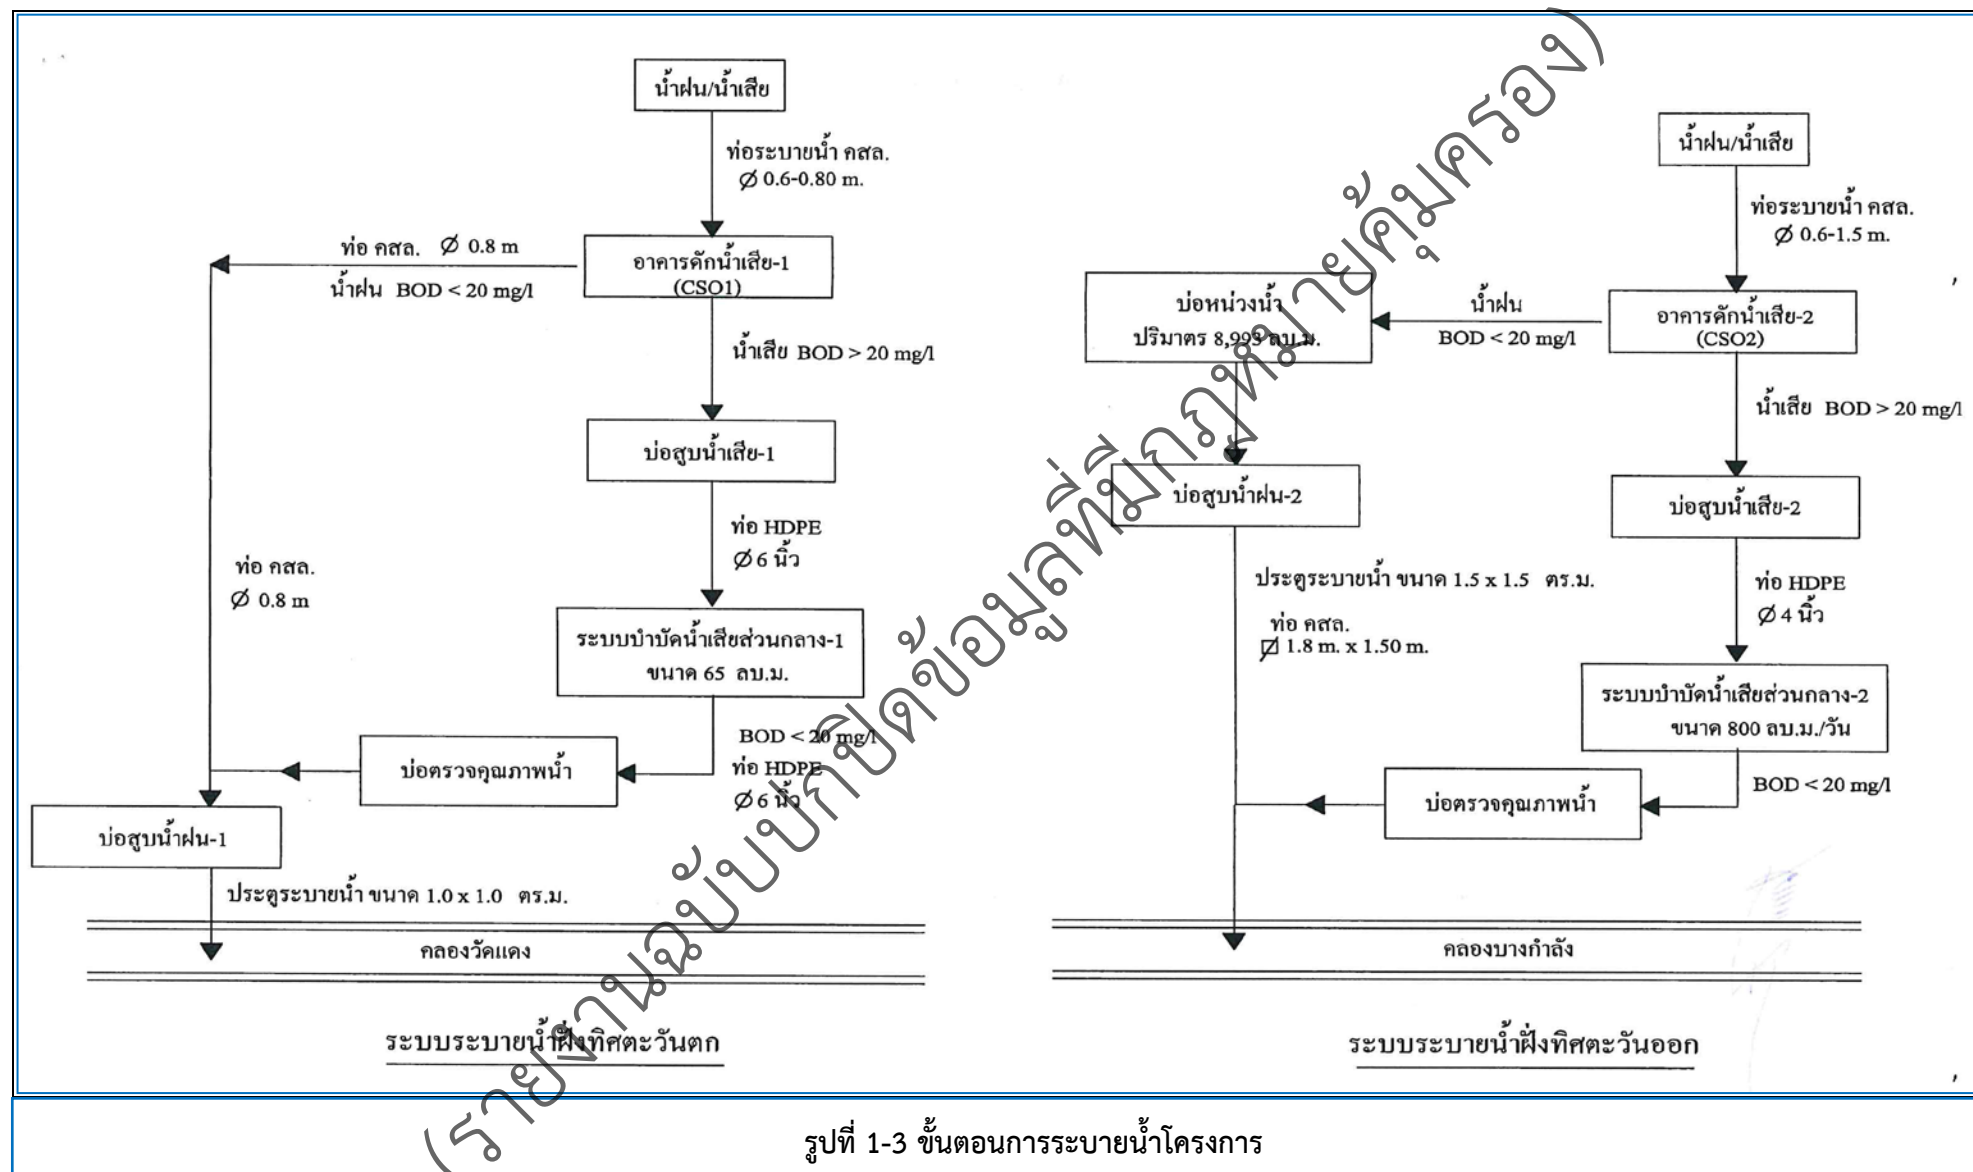 น้ำฝน/น้ำเสีย
ท่อระบายน้ำ คสล.
Ø 0.6-0.80 m.
อาคารดักน้ำเสีย-1
(CSO1)
ท่อ คสล. Ø 0.8 m
น้ำฝน BOD < 20 mg/l
น้ำเสีย BOD > 20 mg/l
บ่อสูบน้ำเสีย-1
ท่อ HDPE
Ø 6 นิ้ว
ท่อ คสล.
Ø 0.8 m
ระบบบำบัดน้ำเสียส่วนกลาง-1
ขนาด 65 ลบ.ม.
BOD < 20 mg/l
ท่อ HDPE
Ø 6 นิ้ว
บ่อตรวจคุณภาพน้ำ
บ่อสูบน้ำฝน-1
ประตูระบายน้ำ ขนาด 1.0 x 1.0 ตร.ม.
คลองวัดแดง
ระบบระบายน้ำฝั่งทิศตะวันตก
น้ำฝน/น้ำเสีย
ท่อระบายน้ำ คสล.
Ø 0.6-1.5 m.
อาคารดักน้ำเสีย-2
(CSO2)
น้ำฝน
BOD < 20 mg/l
บ่อหน่วงน้ำ
ปริมาตร 8,993 ลบ.ม.
น้ำเสีย BOD > 20 mg/l
บ่อสูบน้ำฝน-2
บ่อสูบน้ำเสีย-2
ประตูระบายน้ำ ขนาด 1.5 x 1.5 ตร.ม.
ท่อ คสล.
1.8 m. x 1.50 m.
ท่อ HDPE
Ø 4 นิ้ว
ระบบบำบัดน้ำเสียส่วนกลาง-2
ขนาด 800 ลบ.ม./วัน
BOD < 20 mg/l
บ่อตรวจคุณภาพน้ำ
คลองบางกำลัง
ระบบระบายน้ำฝั่งทิศตะวันออก
(รายงานฉบับปกปิดข้อมูลที่มีกฎหมายคุ้มครอง)
รูปที่ 1-3 ขั้นตอนการระบายน้ำโครงการ